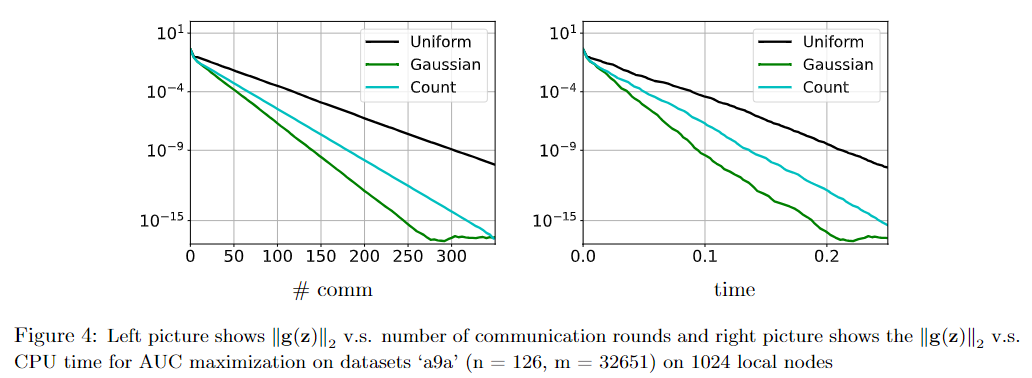 10^1
10^{-4}
10^{-9}
10^{-15}
Uniform
Gaussian
Count
0 50 100 150 200 250 300
# comm
10^1
10^{-4}
10^{-9}
10^{-15}
Uniform
Gaussian
Count
0.0 0.1 0.2
time
Figure 4: Left picture shows ‖g(z)‖₂ v.s. number of communication rounds and right picture shows the ‖g(z)‖₂ v.s.
CPU time for AUC maximization on datasets ‘a9a’ (n = 126, m = 32651) on 1024 local nodes